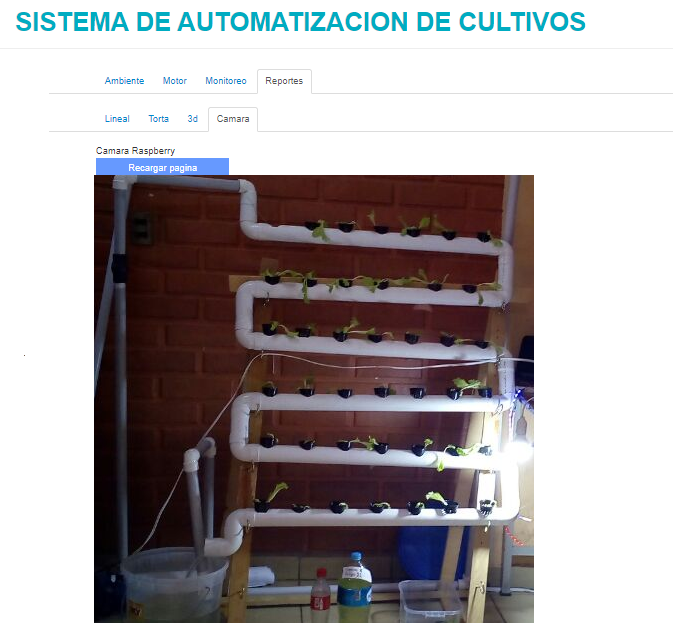 SISTEMA DE AUTOMATIZACION DE CULTIVOS
Ambiente Motor Monitoreo Reportes
Lineal Torta 3d Camara
Camara Raspberry
Recargar pagina